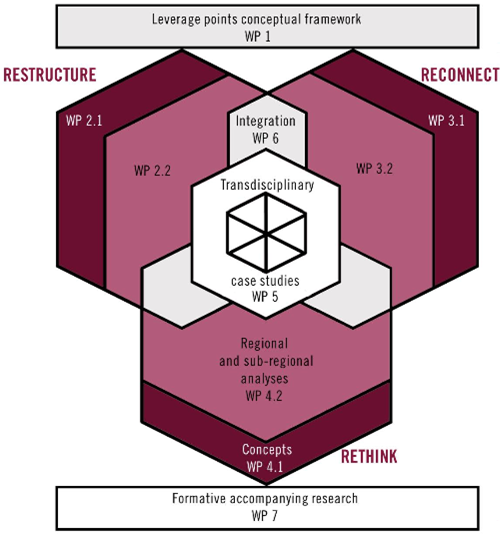 Leverage points conceptual framework
WP 1
RESTRUCTURE
RECONNECT
WP 2.1
WP 3.1
Integration
WP 6
WP 2.2
WP 3.2
Transdisciplinary
case studies
WP 5
Regional
and sub-regional
analyses
WP 4.2
Concepts
WP 4.1
RETHINK
Formative accompanying research
WP 7